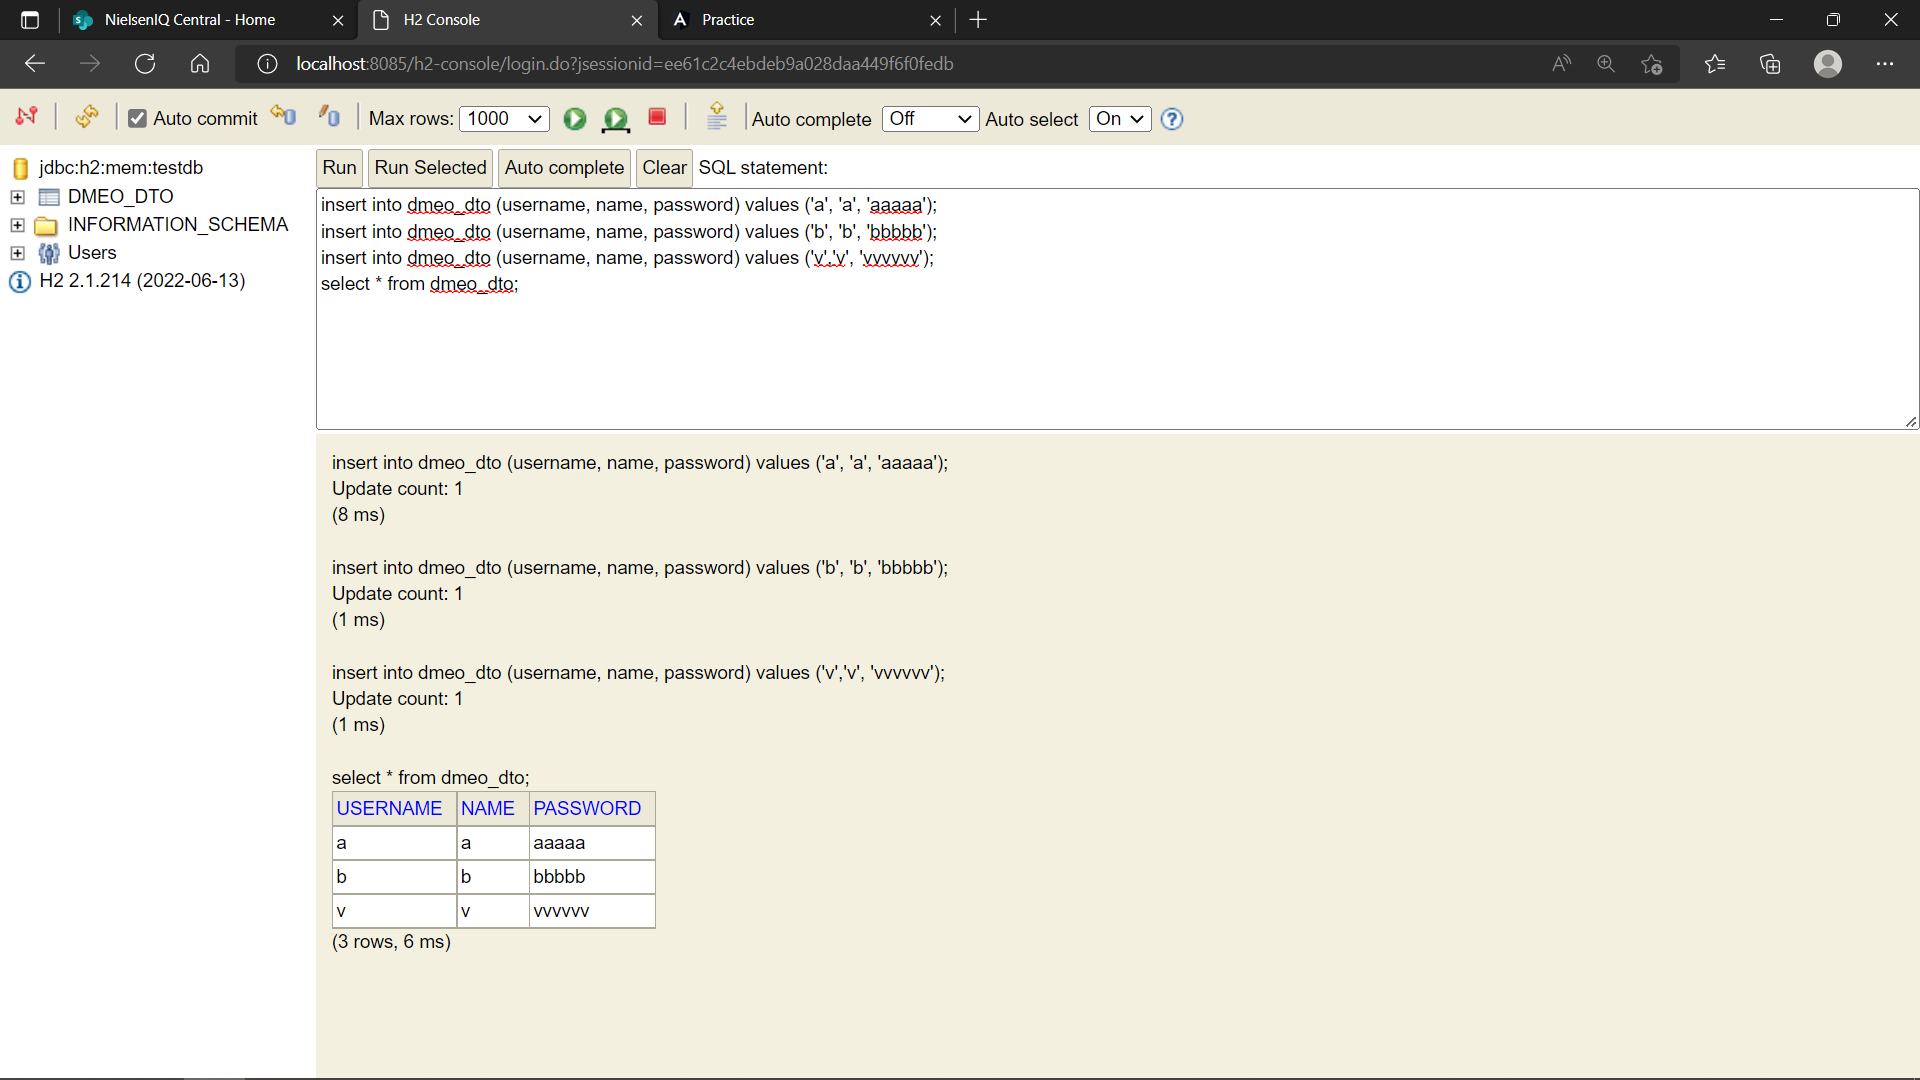 NielsenIQ Central - Home
H2 Console
Practice
localhost:8085/h2-console/login.do?jsessionid=ee61c2c4ebdeb9a028daa449f6f0fedb
Auto commit
Max rows: 1000
Auto complete Off
Auto select On
jdbc:h2:mem:testdb
DMEO_DTO
INFORMATION_SCHEMA
Users
H2 2.1.214 (2022-06-13)
Run Run Selected Auto complete Clear SQL statement:
insert into dmeo_dto (username, name, password) values ('a', 'a', 'aaaaa');
insert into dmeo_dto (username, name, password) values ('b', 'b', 'bbbbb');
insert into dmeo_dto (username, name, password) values ('v','v', 'vvvvvv');
select * from dmeo_dto;
insert into dmeo_dto (username, name, password) values ('a', 'a', 'aaaaa');
Update count: 1
(8 ms)
insert into dmeo_dto (username, name, password) values ('b', 'b', 'bbbbb');
Update count: 1
(1 ms)
insert into dmeo_dto (username, name, password) values ('v','v', 'vvvvvv');
Update count: 1
(1 ms)
select * from dmeo_dto;
USERNAME NAME PASSWORD
a a aaaaa
b b bbbbb
v v vvvvvv
(3 rows, 6 ms)